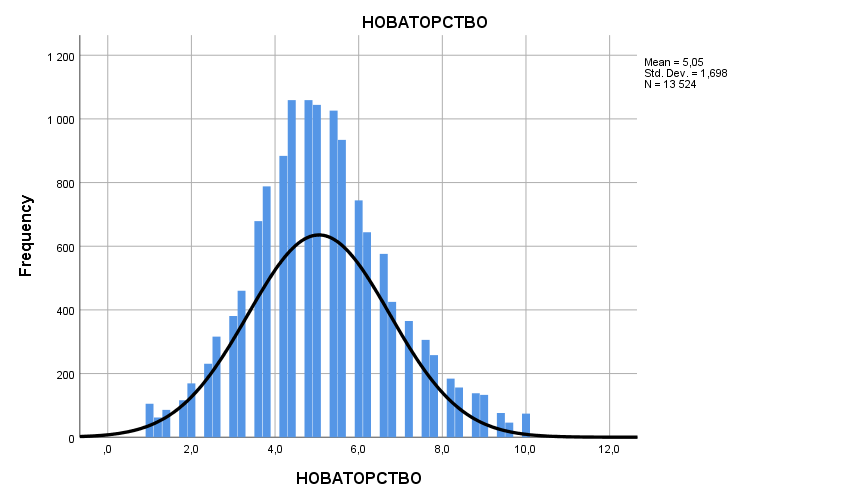 НОВАТОРСТВО
Mean = 5,05
Std. Dev. = 1,698
N = 13 524
1 200
1 000
800
600
400
200
0
Frequency
,0
2,0
4,0
6,0
8,0
10,0
12,0
НОВАТОРСТВО